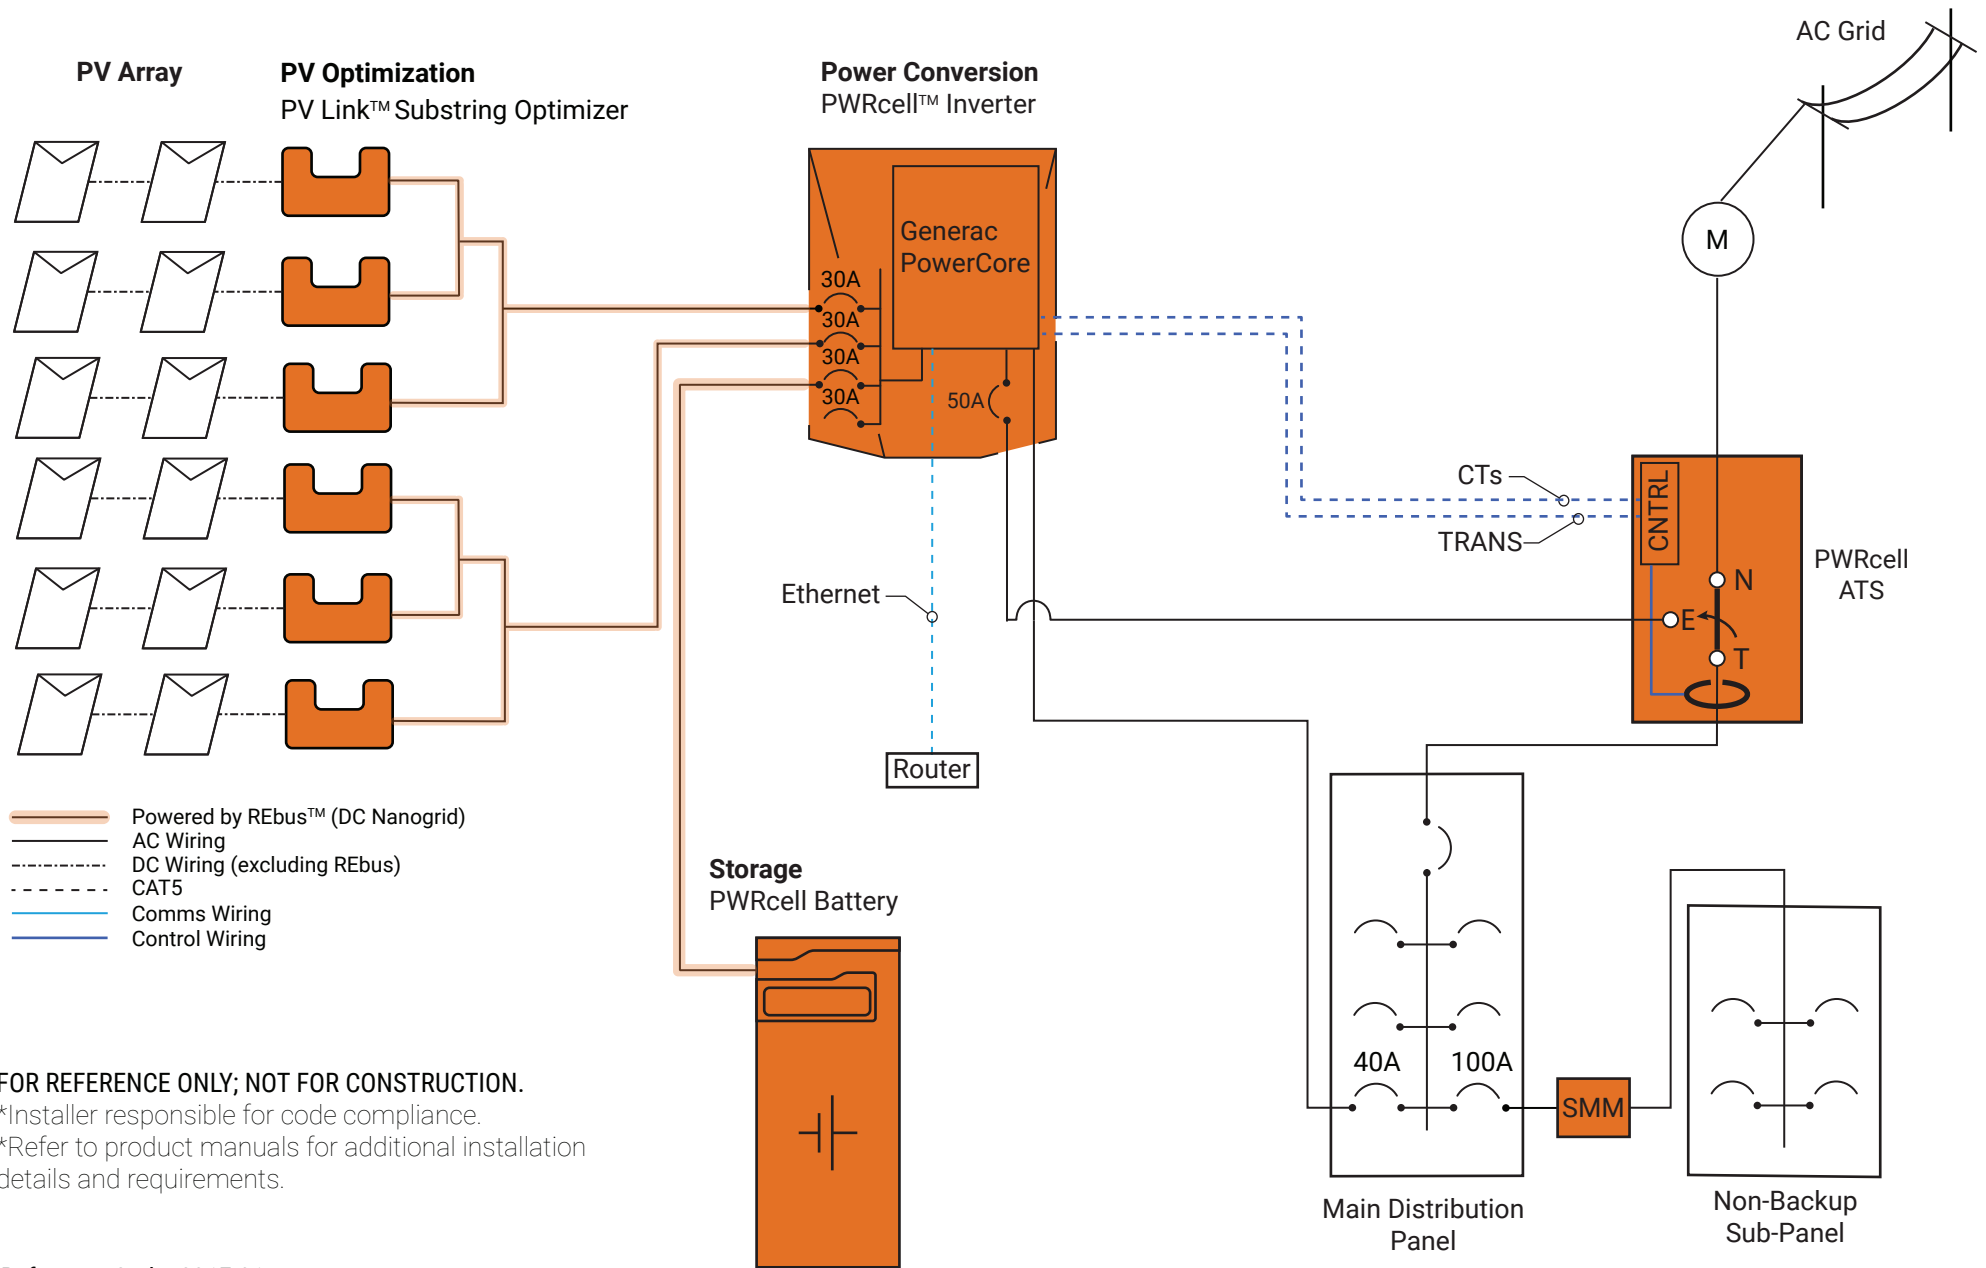 PV Array
PV Optimization
PV Link™ Substring Optimizer
Power Conversion
PWRcell™ Inverter
AC Grid
M
Generac
PowerCore
30A
30A
30A
30A
50A
CTs
TRANS
CNTRL
N
E
T
PWRcell
ATS
Ethernet
Router
Powered by REbus™ (DC Nanogrid)
AC Wiring
DC Wiring (excluding REbus)
CAT5
Comms Wiring
Control Wiring
Storage
PWRcell Battery
40A
100A
SMM
Main Distribution
Panel
Non-Backup
Sub-Panel
FOR REFERENCE ONLY; NOT FOR CONSTRUCTION.
*Installer responsible for code compliance.
*Refer to product manuals for additional installation
details and requirements.